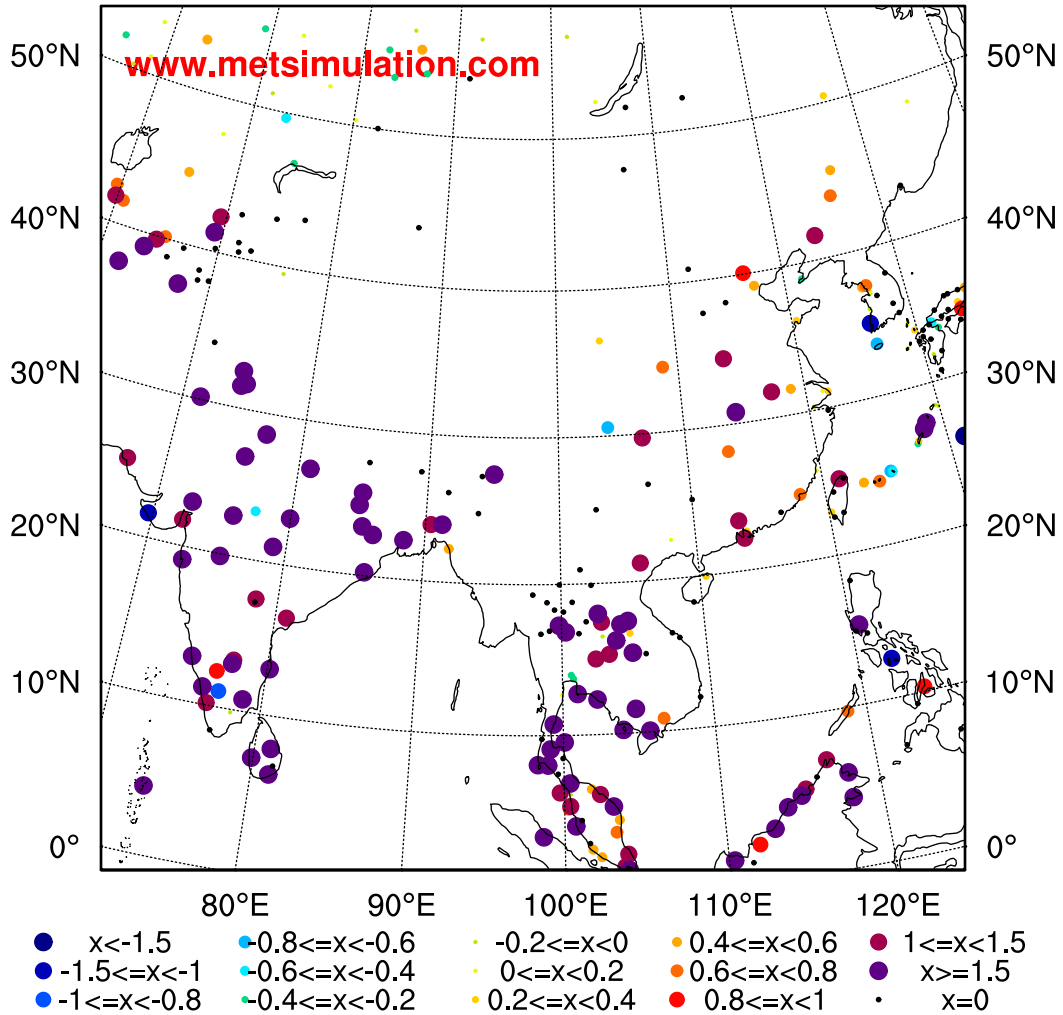 50°N 50°N
www.metsimulation.com
40°N 40°N
30°N 30°N
20°N 20°N
10°N 10°N
0° 0°
80°E 90°E 100°E 110°E 120°E
x<-1.5 -0.8<=x<-0.6 -0.2<=x<0 0.4<=x<0.6 1<=x<1.5
-1.5<=x<-1 -0.6<=x<-0.4 0<=x<0.2 0.6<=x<0.8 x>=1.5
-1<=x<-0.8 -0.4<=x<-0.2 0.2<=x<0.4 0.8<=x<1 x=0